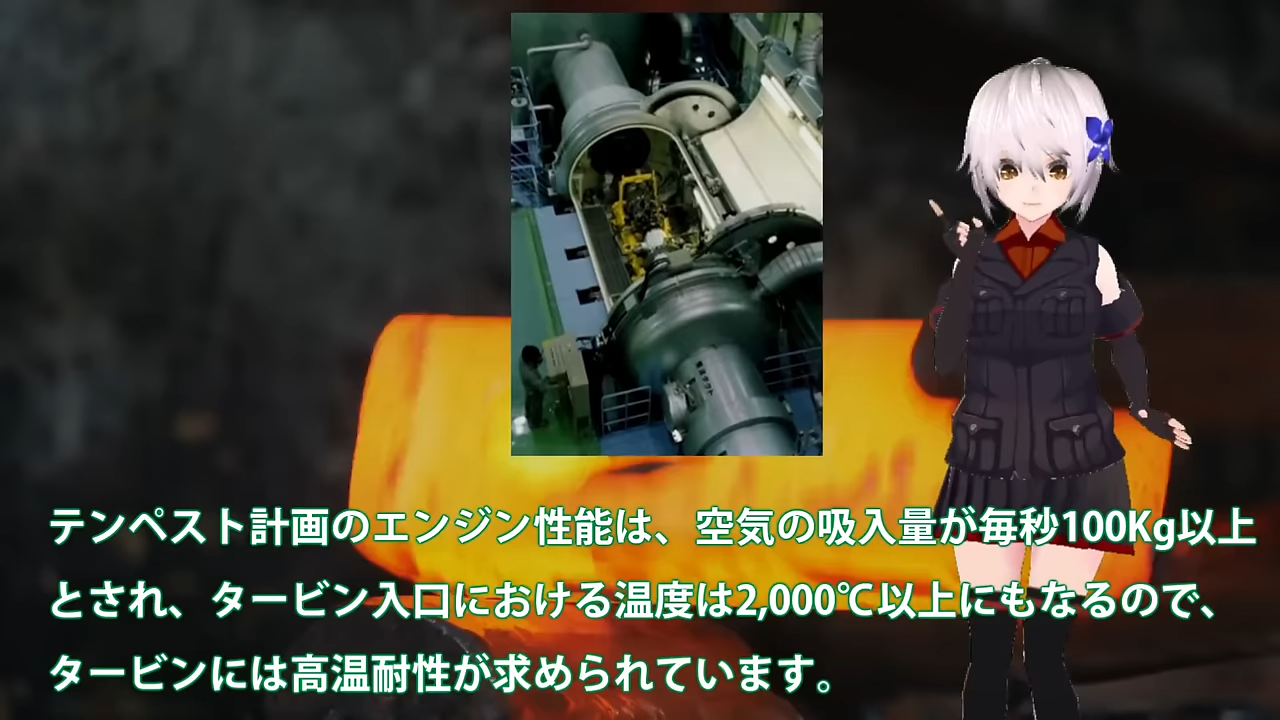 テンペスト計画のエンジン性能は、空気の吸入量が毎秒100Kg以上
とされ、タービン入口における温度は2,000℃以上にもなるので、
タービンには高温耐性が求められています。